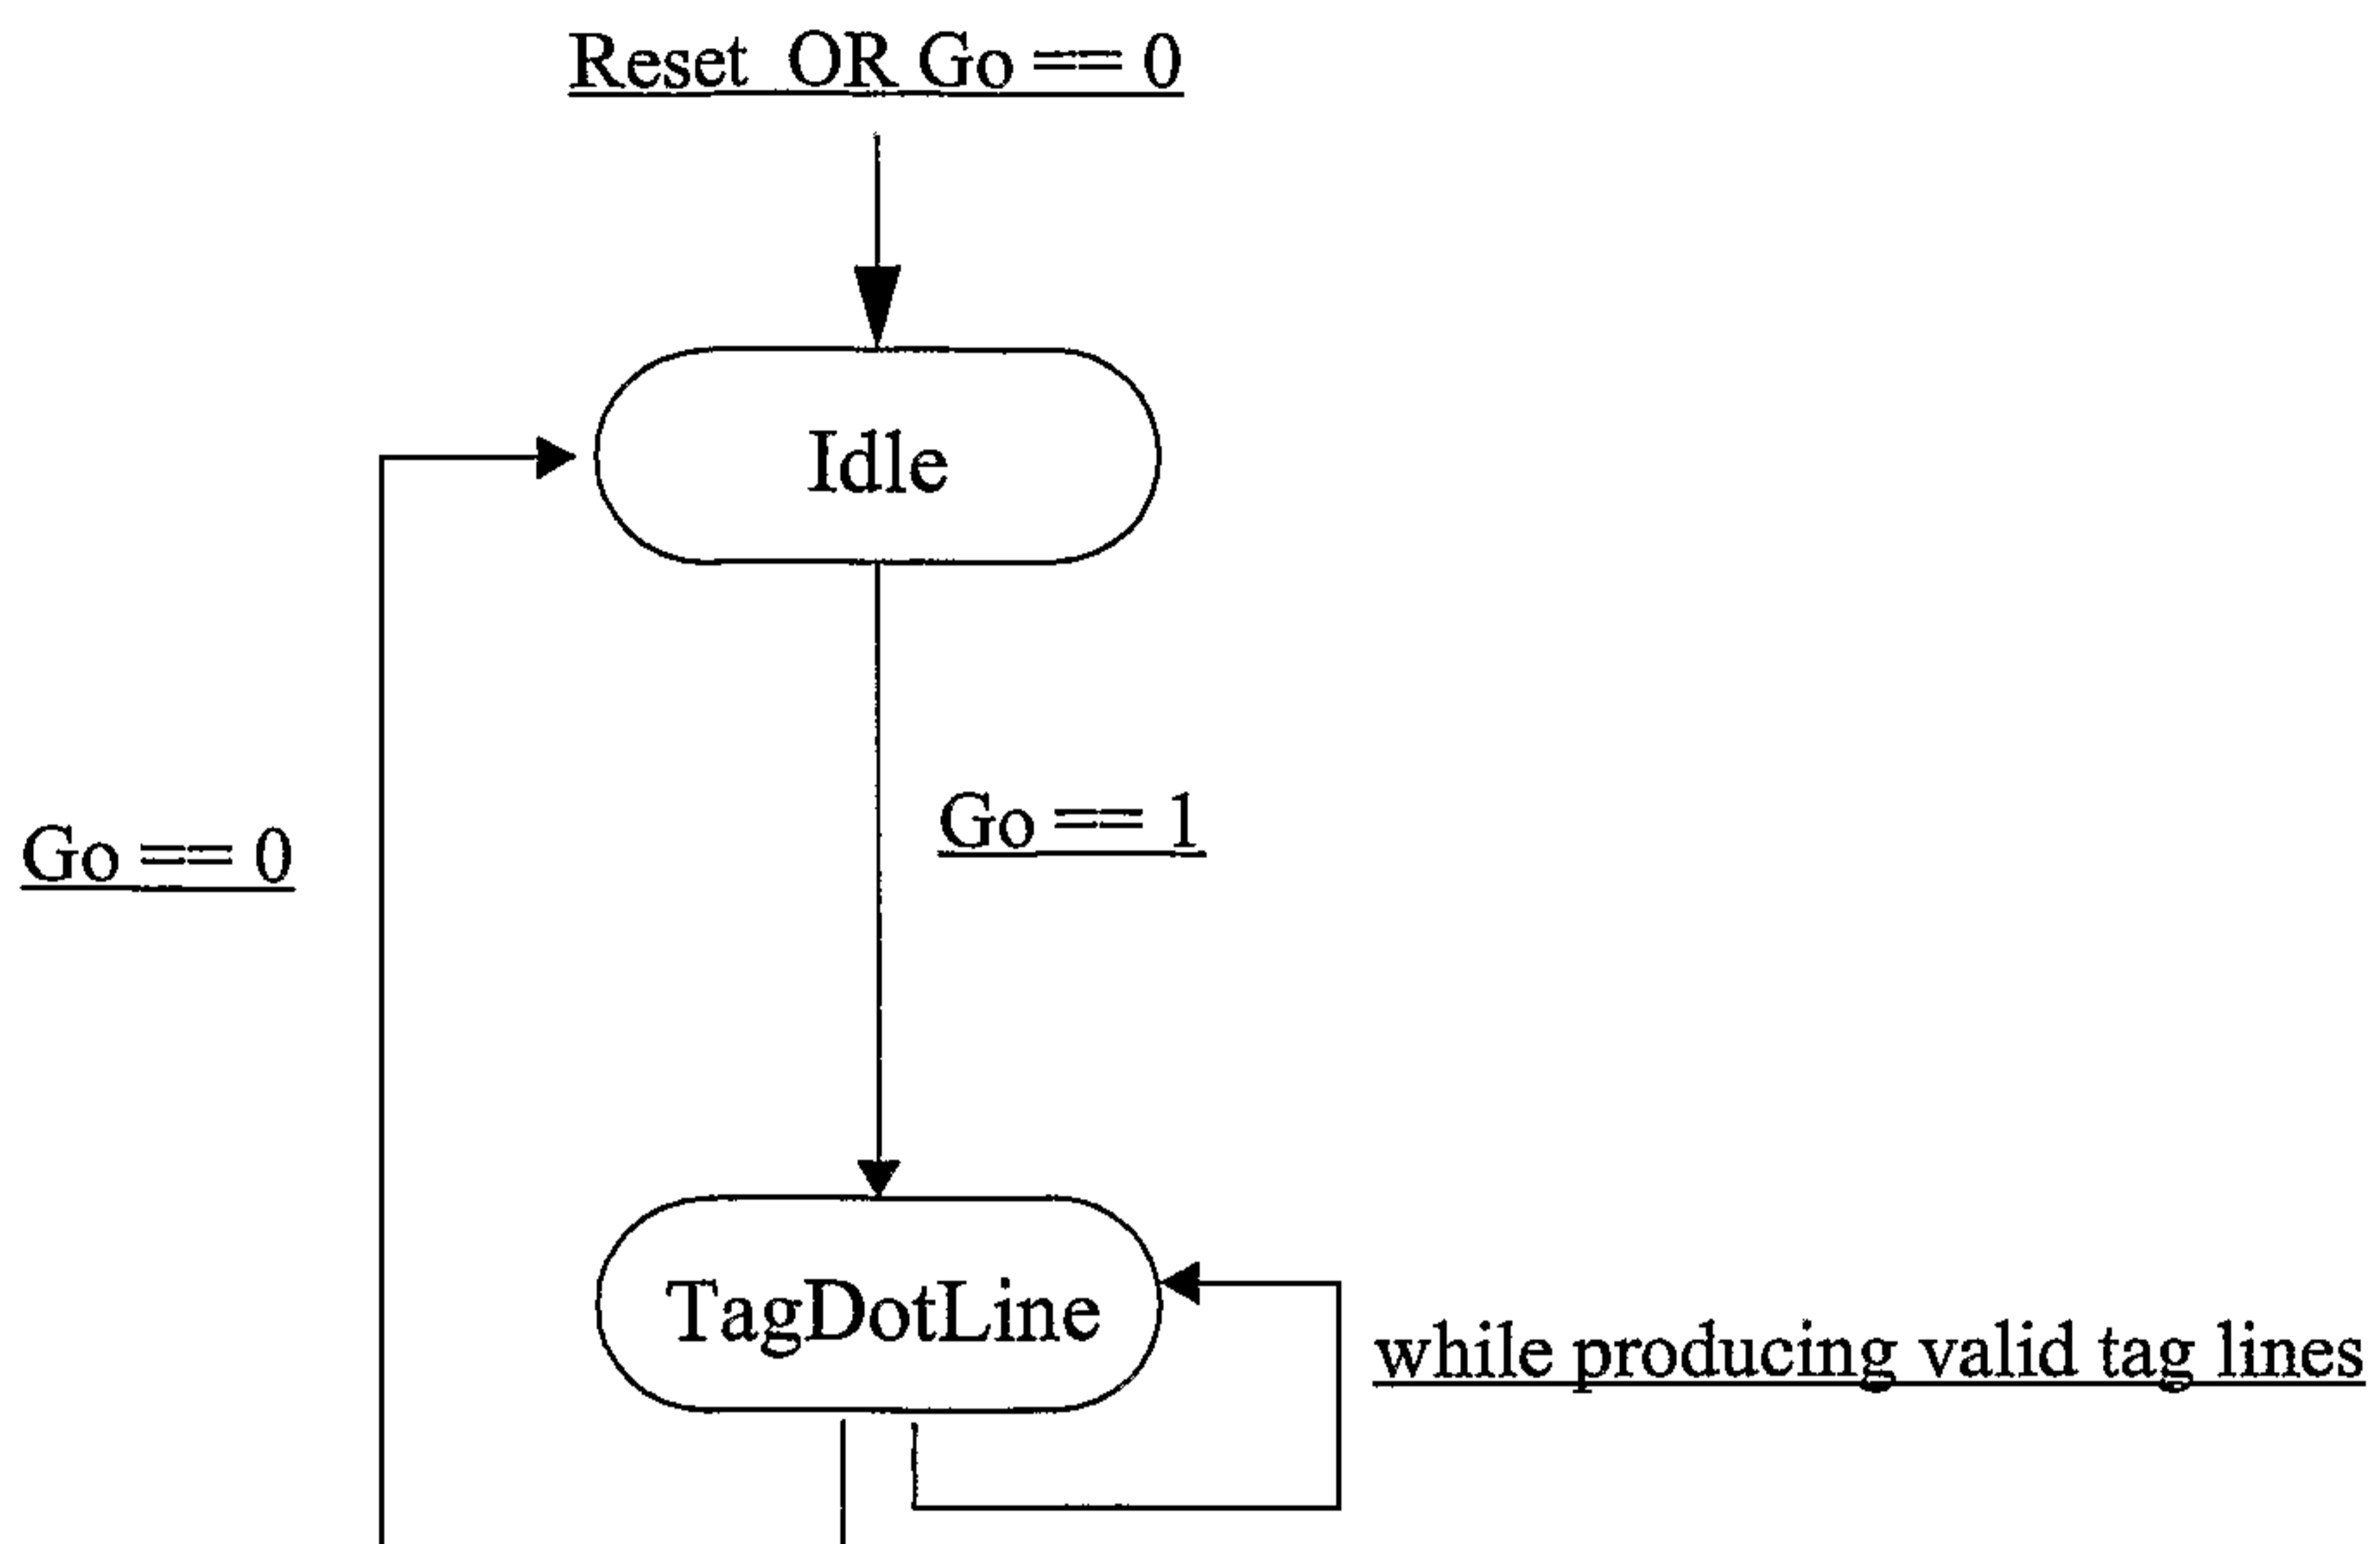 Reset OR Go == 0
Idle
Go == 1
Go == 0
TagDotLine
while producing valid tag lines